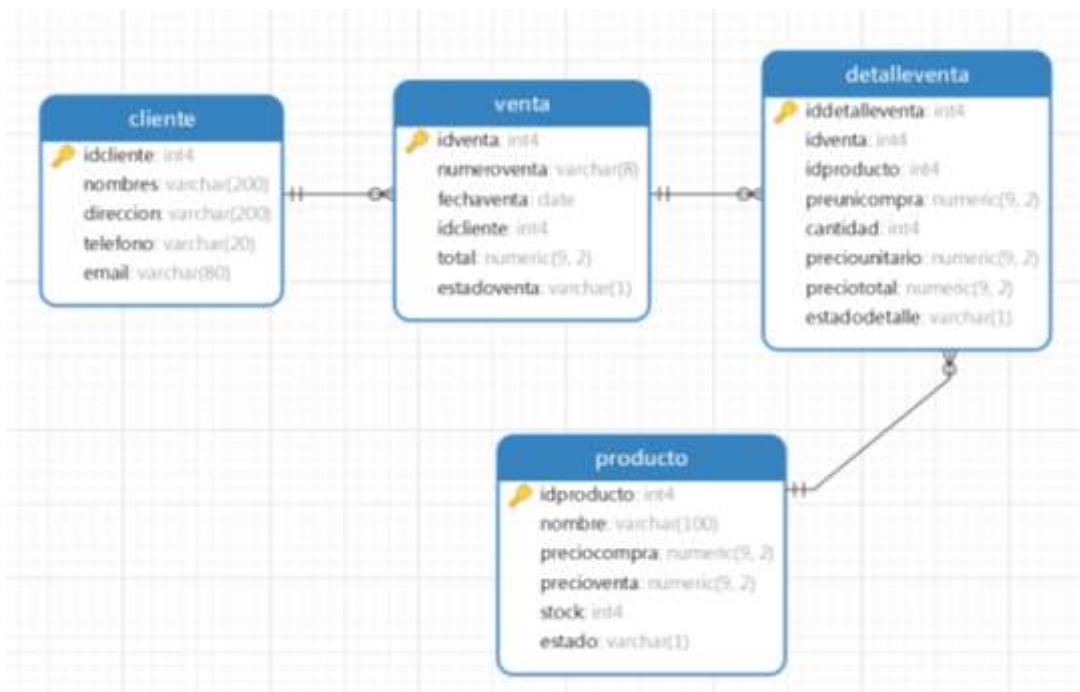 cliente
idcliente: int4
nombres: varchar(200)
direccion: varchar(200)
telefono: varchar(20)
email: varchar(80)
venta
idventa: int4
numeroventa: varchar(8)
fechaventa: date
idcliente: int4
total: numeric(9, 2)
estadoventa: varchar(1)
detalleventa
iddetalleventa: int4
idventa: int4
idproducto: int4
preunicompra: numeric(9, 2)
cantidad: int4
preciounitario: numeric(9, 2)
preciototal: numeric(9, 2)
estadodetalle: varchar(1)
producto
idproducto: int4
nombre: varchar(100)
preciocompra: numeric(9, 2)
precioventa: numeric(9, 2)
stock: int4
estado: varchar(1)